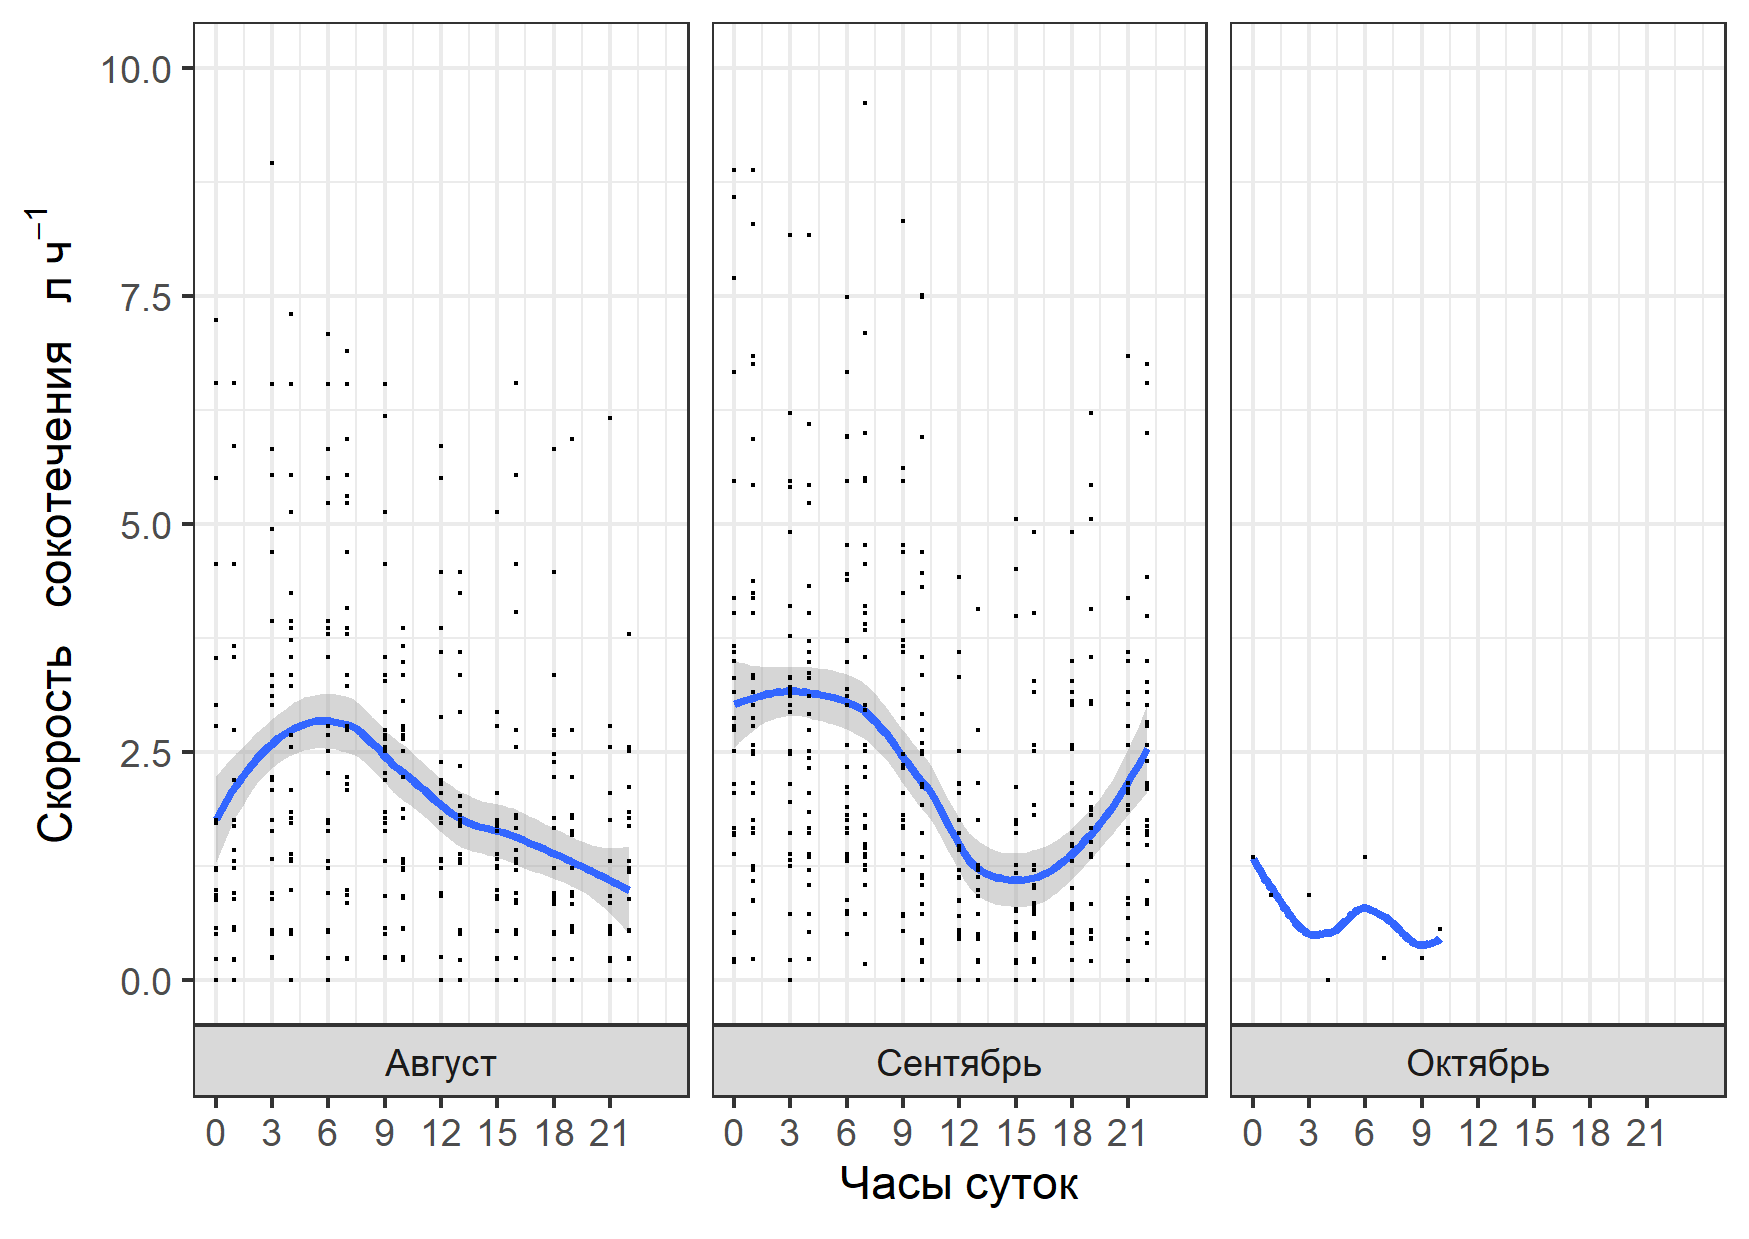 Скорость сокотечения л ч⁻¹
10.0
7.5
5.0
2.5
0.0
Август Сентябрь Октябрь
0 3 6 9 12 15 18 21 0 3 6 9 12 15 18 21 0 3 6 9 12 15 18 21
Часы суток